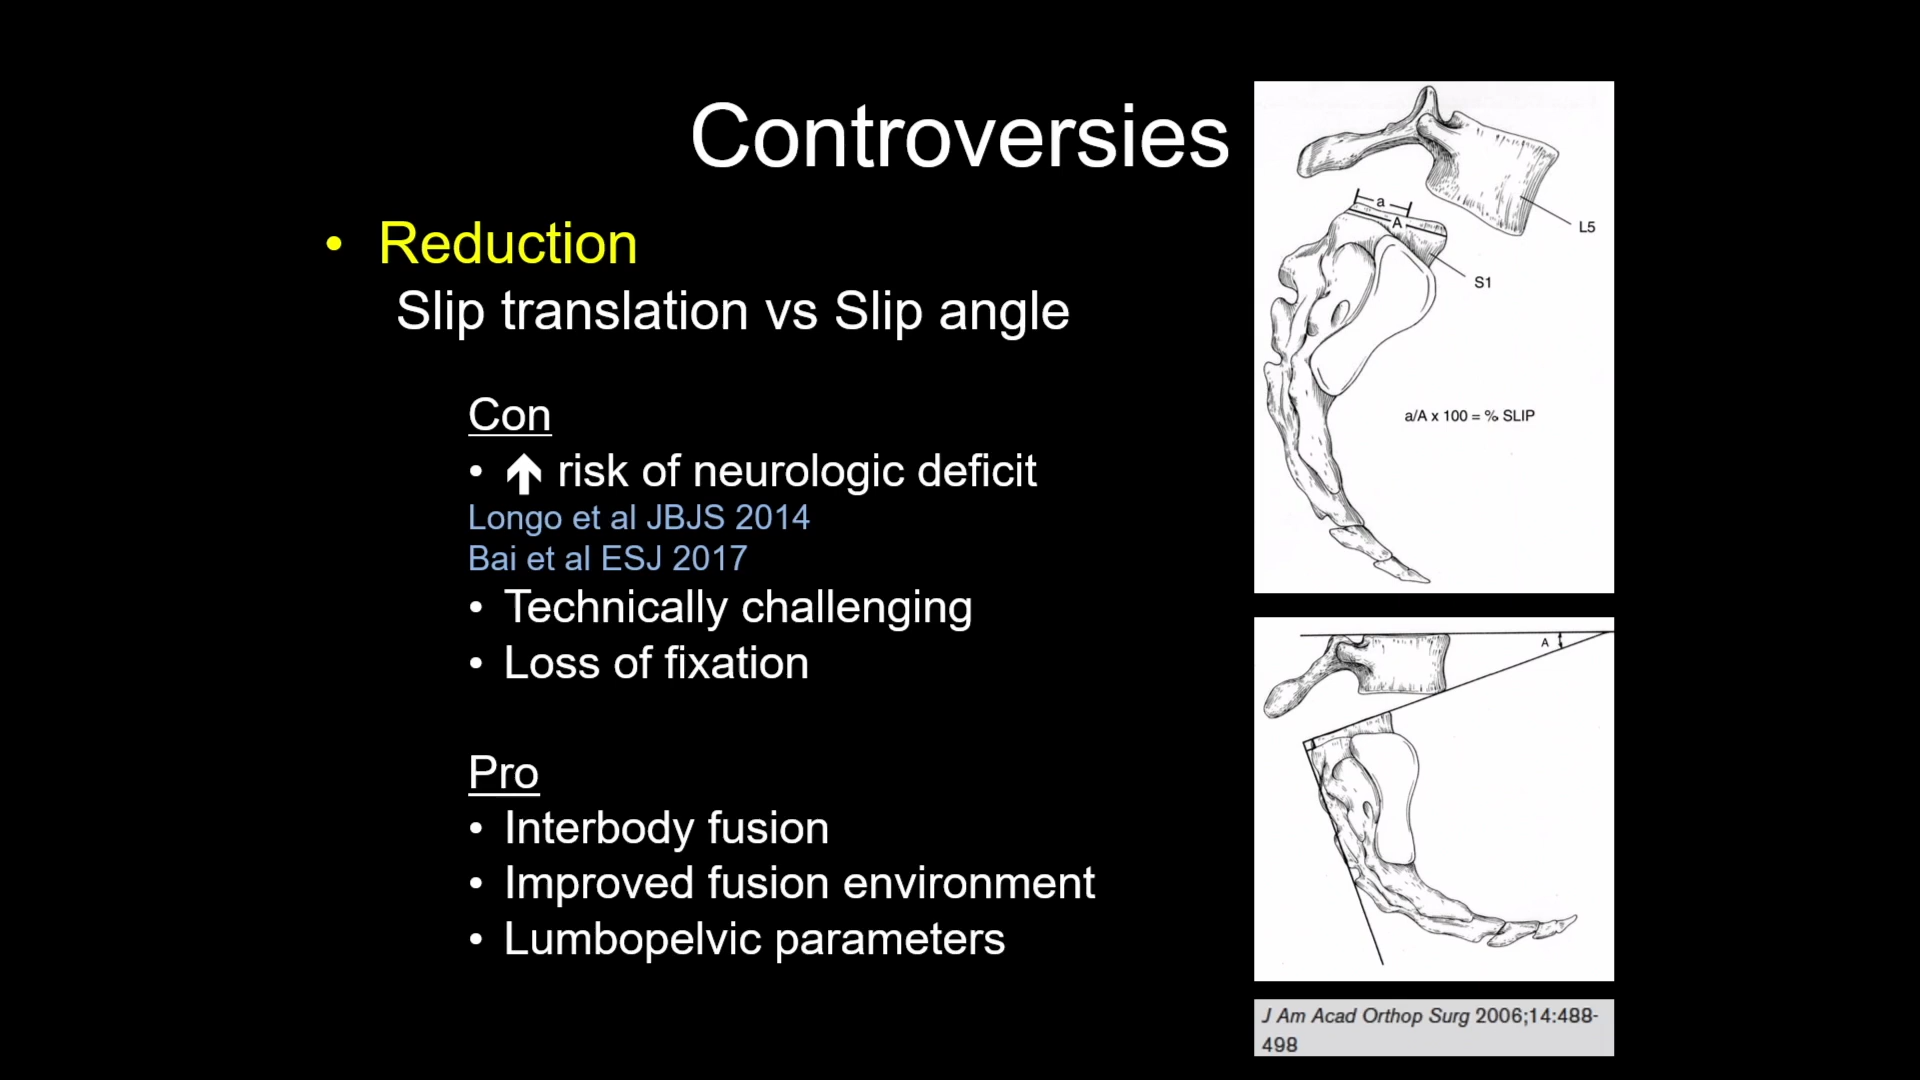 Controversies
• Reduction
Slip translation vs Slip angle
Con
• ↑ risk of neurologic deficit
Longo et al JBJS 2014
Bai et al ESJ 2017
• Technically challenging
• Loss of fixation
Pro
• Interbody fusion
• Improved fusion environment
• Lumbopelvic parameters
a
A
L5
S1
a/A x 100 = % SLIP
A
J Am Acad Orthop Surg 2006;14:488-
498